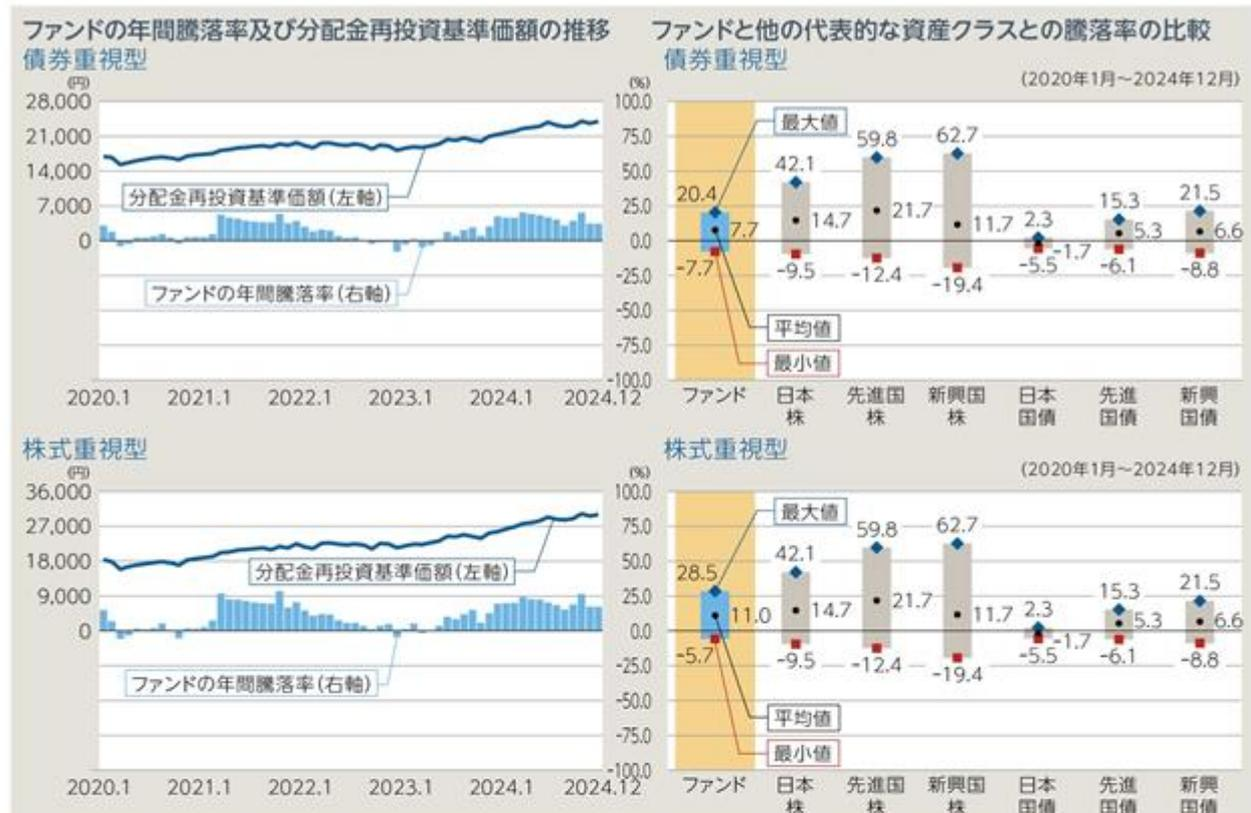 ファンドの年間騰落率及び分配金再投資基準価額の推移
債券重視型
(円)
(%)
28,000
21,000
14,000
7,000
0
100.0
75.0
50.0
25.0
0.0
-25.0
-50.0
-75.0
-100.0
分配金再投資基準価額(左軸)
ファンドの年間騰落率(右軸)
2020.1 2021.1 2022.1 2023.1 2024.1 2024.12
ファンドと他の代表的な資産クラスとの騰落率の比較
債券重視型
(2020年1月~2024年12月)
最大値
平均値
最小値
20.4 42.1 59.8 62.7 2.3 15.3 21.5
7.7 14.7 21.7 11.7 -1.7 5.3 6.6
-7.7 -9.5 -12.4 -19.4 -5.5 -6.1 -8.8
ファンド 日本株 先進国株 新興国株 日本国債 先進国債 新興国債
株式重視型
(円)
(%)
36,000
27,000
18,000
9,000
0
100.0
75.0
50.0
25.0
0.0
-25.0
-50.0
-75.0
-100.0
分配金再投資基準価額(左軸)
ファンドの年間騰落率(右軸)
2020.1 2021.1 2022.1 2023.1 2024.1 2024.12
株式重視型
(2020年1月~2024年12月)
最大値
平均値
最小値
28.5 42.1 59.8 62.7 2.3 15.3 21.5
11.0 14.7 21.7 11.7 -1.7 5.3 6.6
-5.7 -9.5 -12.4 -19.4 -5.5 -6.1 -8.8
ファンド 日本株 先進国株 新興国株 日本国債 先進国債 新興国債